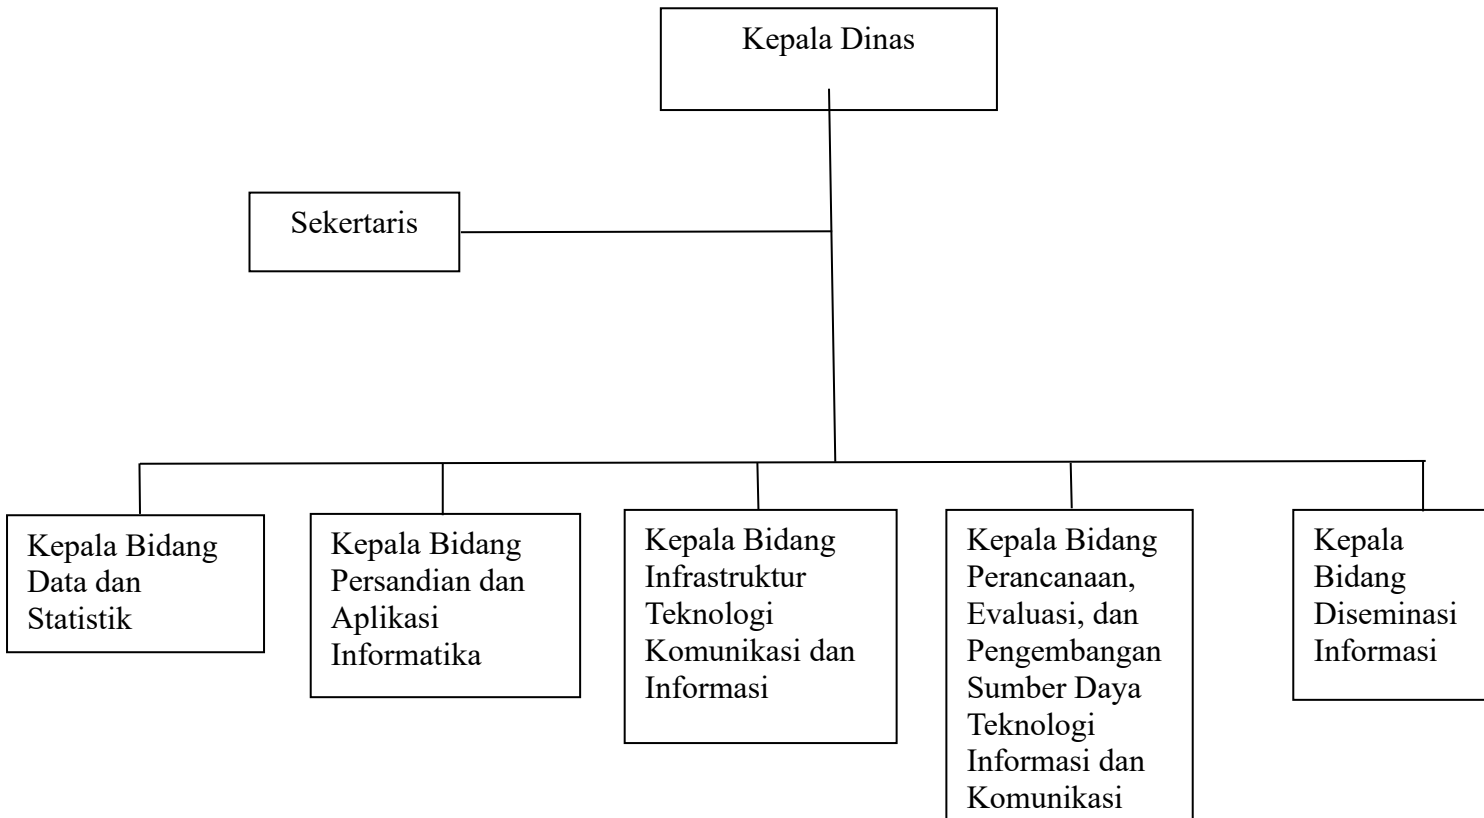 Kepala Dinas
Sekertaris
Kepala Bidang
Data dan
Statistik
Kepala Bidang
Persandian dan
Aplikasi
Informatika
Kepala Bidang
Infrastruktur
Teknologi
Komunikasi dan
Informasi
Kepala Bidang
Perancanaan,
Evaluasi, dan
Pengembangan
Sumber Daya
Teknologi
Informasi dan
Komunikasi
Kepala
Bidang
Diseminasi
Informasi